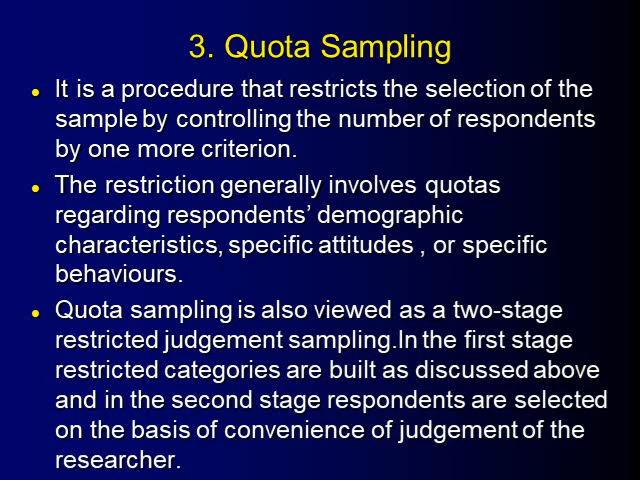 3. Quota Sampling
It is a procedure that restricts the selection of the
sample by controlling the number of respondents
by one more criterion.
The restriction generally involves quotas
regarding respondents’ demographic
characteristics, specific attitudes , or specific
behaviours.
Quota sampling is also viewed as a two-stage
restricted judgement sampling.In the first stage
restricted categories are built as discussed above
and in the second stage respondents are selected
on the basis of convenience of judgement of the
researcher.